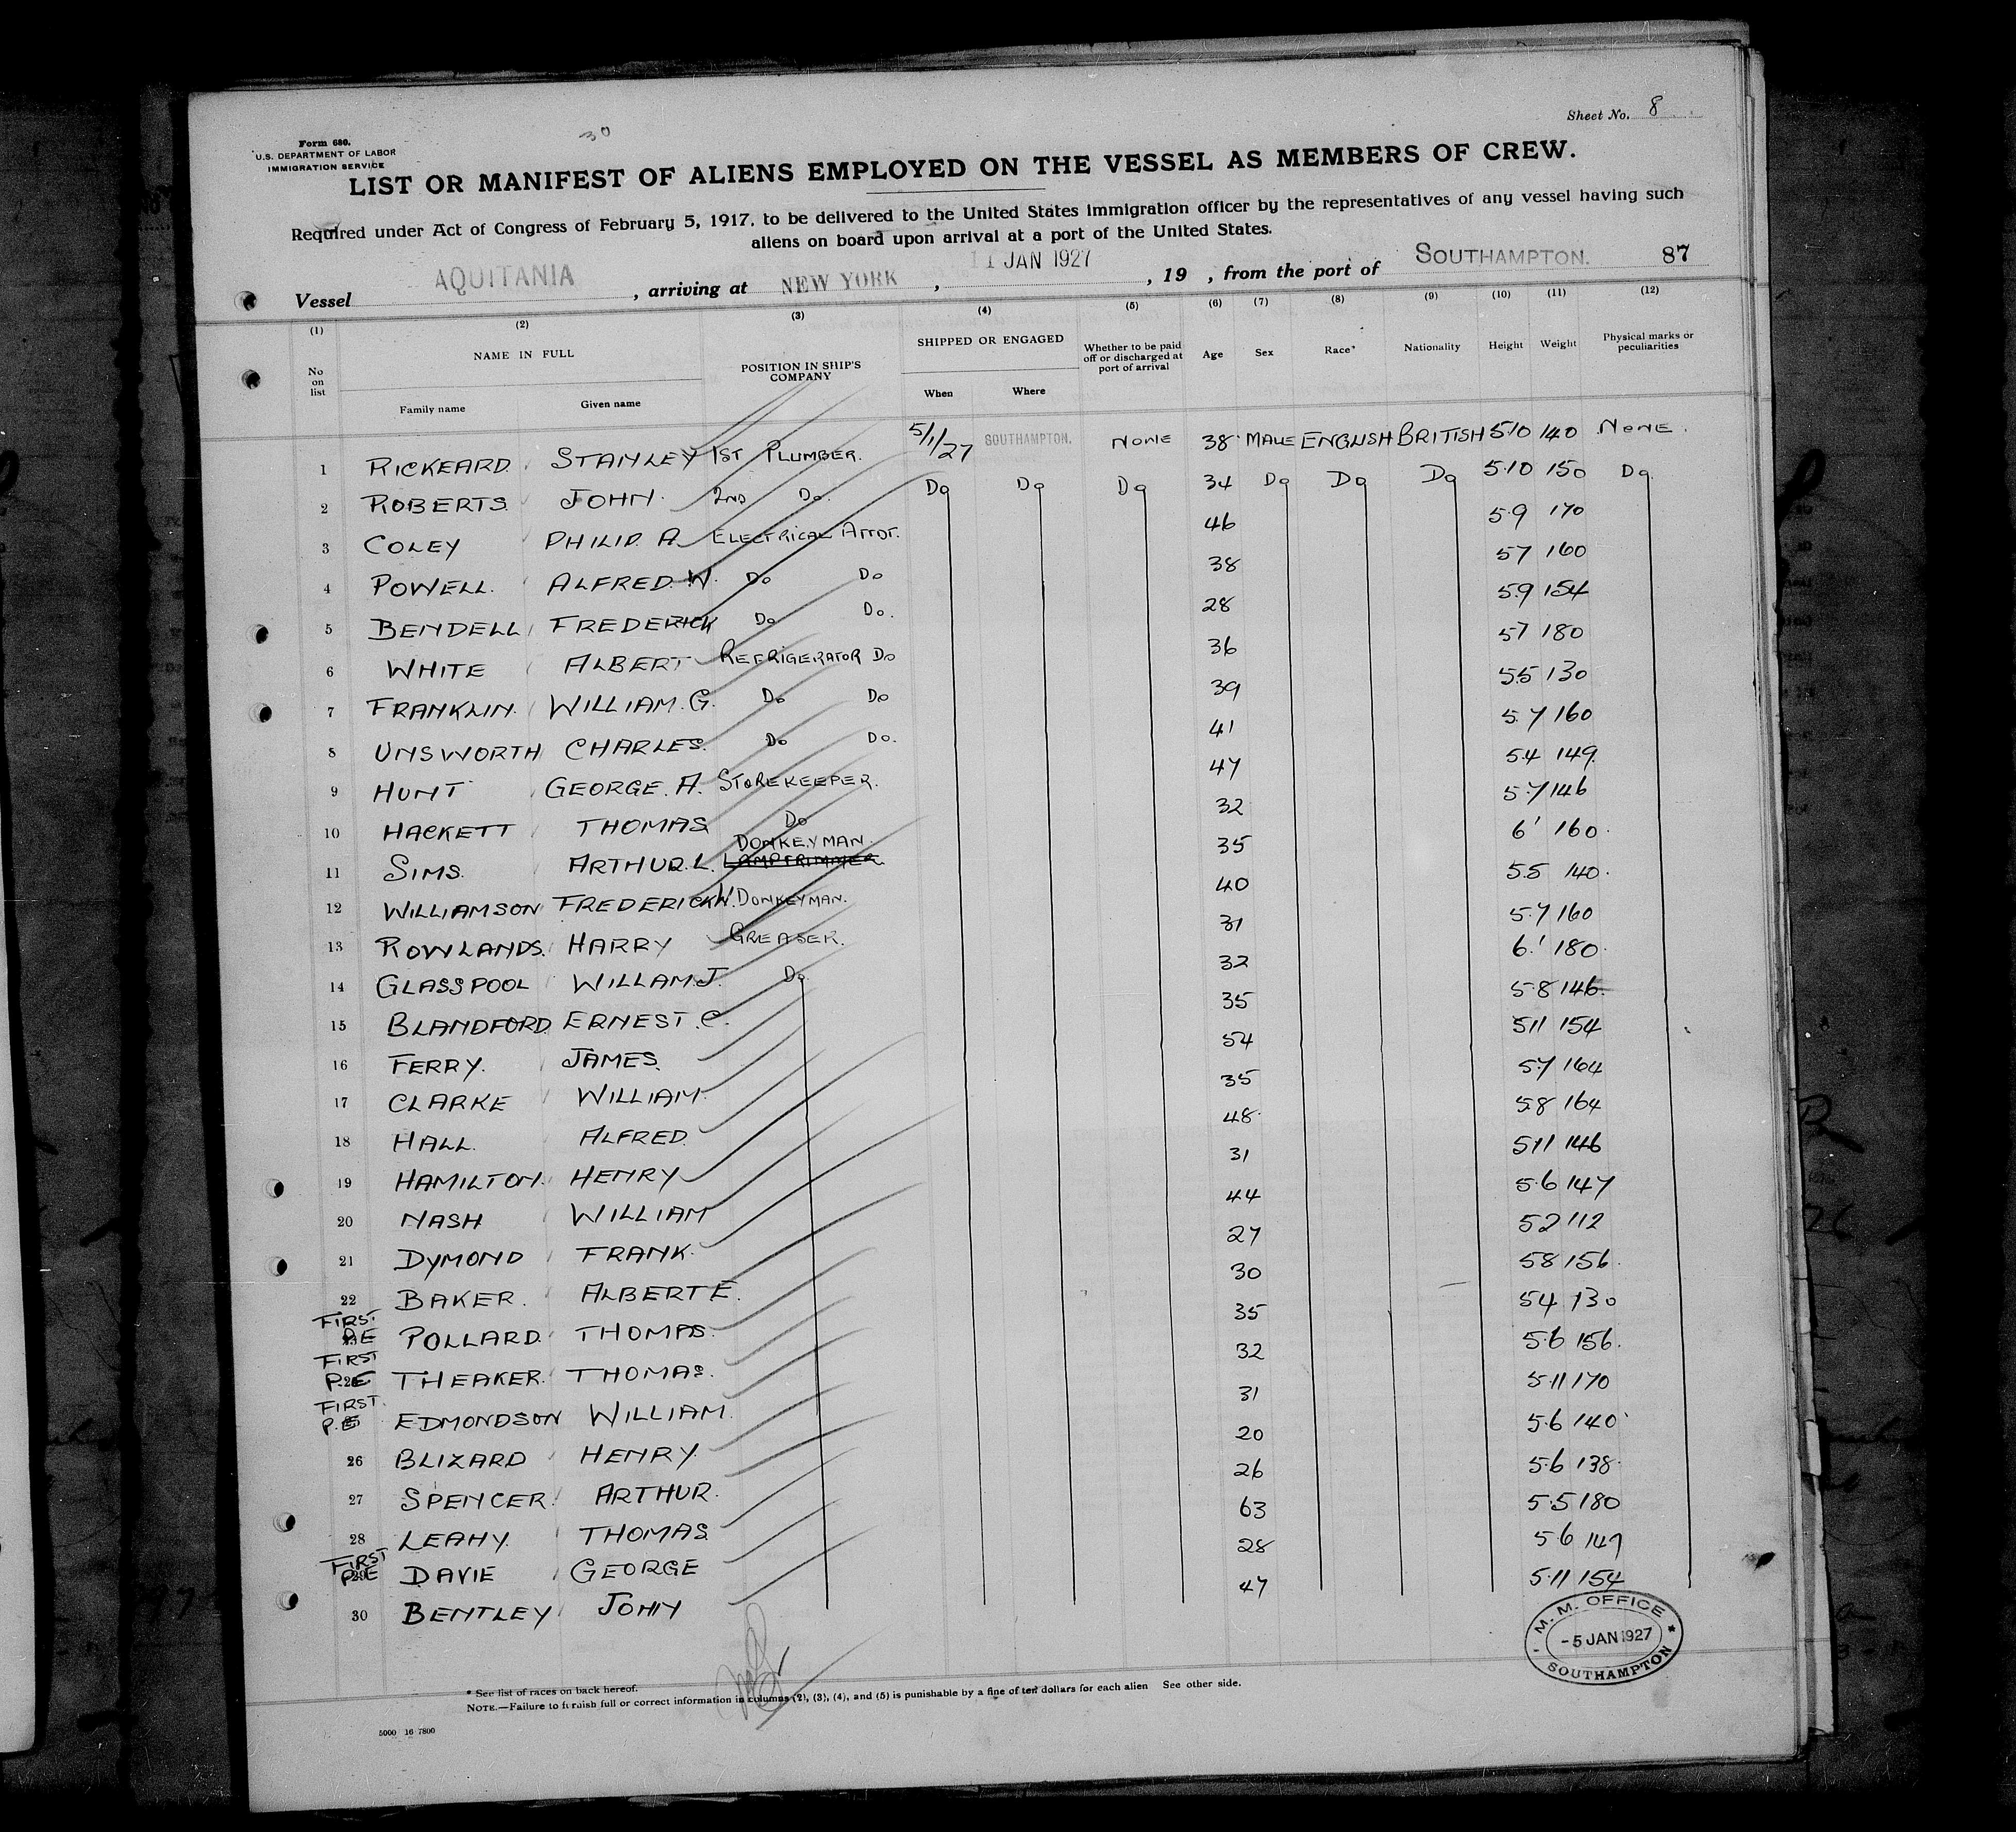 Sheet No. 8
30
Form 680.
U.S. DEPARTMENT OF LABOR
IMMIGRATION SERVICE
LIST OR MANIFEST OF ALIENS EMPLOYED ON THE VESSEL AS MEMBERS OF CREW.
Required under Act of Congress of February 5, 1917, to be delivered to the United States immigration officer by the representatives of any vessel having such
aliens on board upon arrival at a port of the United States.
Vessel AQUITANIA, arriving at NEW YORK, 11 JAN 1927, 19 , from the port of SOUTHAMPTON. 87
(1) (2) (3) (4) (5) (6) (7) (8) (9) (10) (11) (12)
No on list NAME IN FULL POSITION IN SHIP'S COMPANY SHIPPED OR ENGAGED Whether to be paid off or discharged at port of arrival Age Sex Race* Nationality Height Weight Physical marks or peculiarities
Family name Given name When Where
1 RICKEARD STANLEY 1ST PLUMBER. 5/1/27 SOUTHAMPTON. NONE 38 MALE ENGLISH BRITISH 510 140 NONE.
2 ROBERTS JOHN. 2ND Do. Do Do Do 34 Do Do Do 5.10 150 Do
3 COLEY PHILIP. A. ELECTRICAL ATTDT. 46 5.9 170
4 POWELL. ALFRED. W. Do Do 38 57 160
5 BENDELL FREDERICK Do Do. 28 5.9 154
6 WHITE ALBERT REFRIGERATOR Do 36 57 180
7 FRANKLIN. WILLIAM. G. Do Do 39 5.5 130
8 UNSWORTH CHARLES. Do Do. 41 5.7 160
9 HUNT GEORGE. A. STOREKEEPER. 47 5.4 149.
10 HACKETT THOMAS Do 32 5.7 146
11 SIMS. ARTHUR. L. DONKEYMAN. LAMPTRIMMER 35 6' 160.
12 WILLIAMSON FREDERICK W. DONKEYMAN. 40 5.5 140.
13 ROWLANDS. HARRY GREASER. 31 5.7 160
14 GLASSPOOL WILLAM J. Do. 32 6.' 180.
15 BLANDFORD ERNEST. C. 35 5.8 146.
16 FERRY. JAMES. 54 511 154
17 CLARKE WILLIAM. 35 5.7 164
18 HALL. ALFRED. 48 5.8 164
19 HAMILTON. HENRY 31 511 146
20 NASH WILLIAM 44 5.6 147
21 DYMOND FRANK. 27 52 112
22 BAKER. ALBERT E. 30 58 156.
FIRST P.E POLLARD. THOMAS. 35 54 130
FIRST P.E THEAKER. THOMAS. 32 5.6 156.
FIRST. P.E EDMONDSON WILLIAM. 31 5.11 170
26 BLIZARD HENRY. 20 5.6 140
27 SPENCER. ARTHUR. 26 5.6 138.
28 LEAHY. THOMAS. 63 5.5 180
FIRST P.E 29 DAVIE GEORGE 28 5.6 147
30 BENTLEY JOHN 47 5.11 154
M. M. OFFICE
-5 JAN 1927
SOUTHAMPTON
* See list of races on back hereof.
NOTE.—Failure to furnish full or correct information in columns (2), (3), (4), and (5) is punishable by a fine of ten dollars for each alien See other side.
5000 16 7800